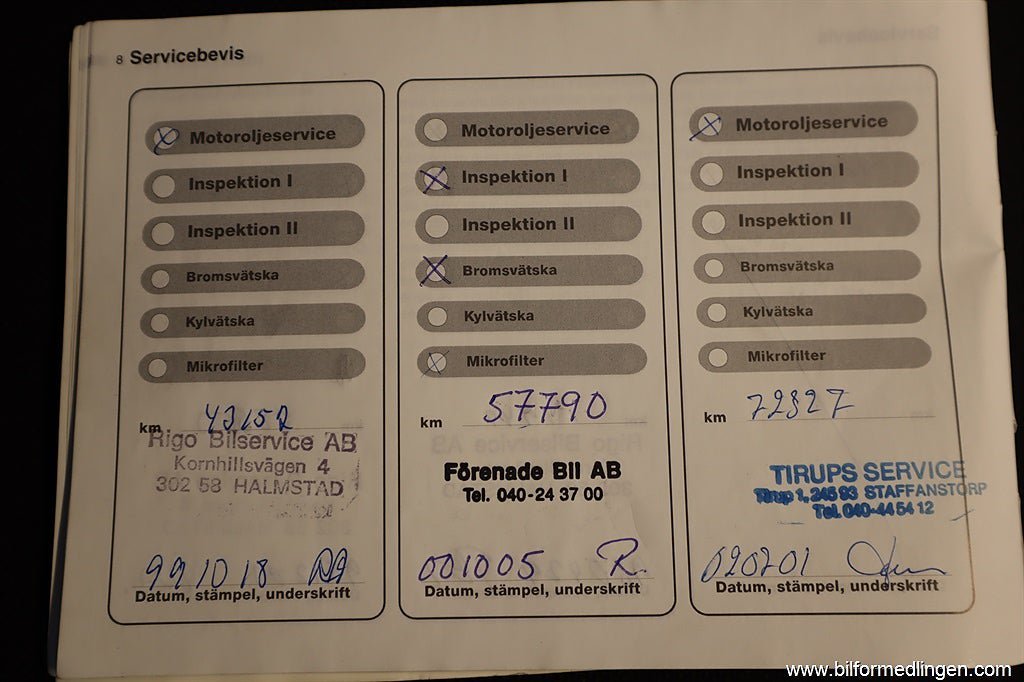 8 Servicebevis
Motoroljeservice
Inspektion I
Inspektion II
Bromsvätska
Kylvätska
Mikrofilter
km 43152
Rigo Bilservice AB
Kornhillsvägen 4
302 58 HALMSTAD
991018
Datum, stämpel, underskrift
Motoroljeservice
Inspektion I
Inspektion II
Bromsvätska
Kylvätska
Mikrofilter
km 57790
Förenade Bil AB
Tel. 040-24 37 00
001005 R.
Datum, stämpel, underskrift
Motoroljeservice
Inspektion I
Inspektion II
Bromsvätska
Kylvätska
Mikrofilter
km 72827
TIRUPS SERVICE
Tirup 1, 245 93 STAFFANSTORP
Tel. 040-44 54 12
020201
Datum, stämpel, underskrift
www.bilformedlingen.com